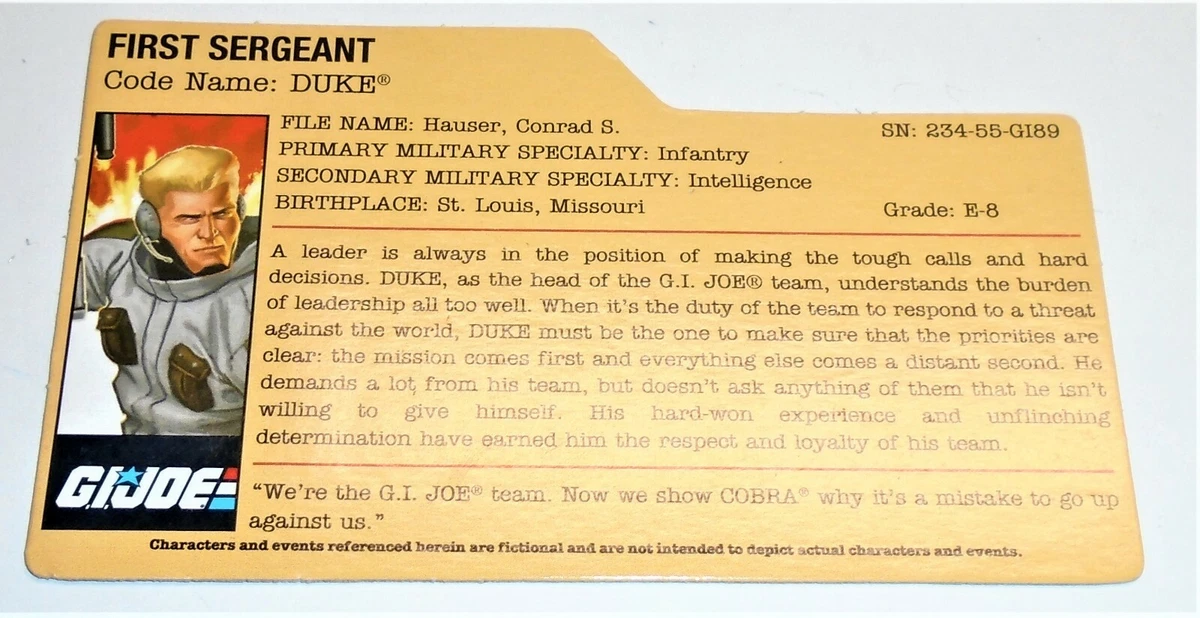 FIRST SERGEANT
Code Name: DUKE®
FILE NAME: Hauser, Conrad S.
SN: 234-55-GI89
PRIMARY MILITARY SPECIALTY: Infantry
SECONDARY MILITARY SPECIALTY: Intelligence
BIRTHPLACE: St. Louis, Missouri
Grade: E-8
A leader is always in the position of making the tough calls and hard
decisions. DUKE, as the head of the G.I. JOE® team, understands the burden
of leadership all too well. When it's the duty of the team to respond to a threat
against the world, DUKE must be the one to make sure that the priorities are
clear: the mission comes first and everything else comes a distant second. He
demands a lot from his team, but doesn't ask anything of them that he isn't
willing to give himself. His hard-won experience and unflinching
determination have earned him the respect and loyalty of his team.
G.I. JOE
"We're the G.I. JOE® team. Now we show COBRA® why it's a mistake to go up
against us."
Characters and events referenced herein are fictional and are not intended to depict actual characters and events.